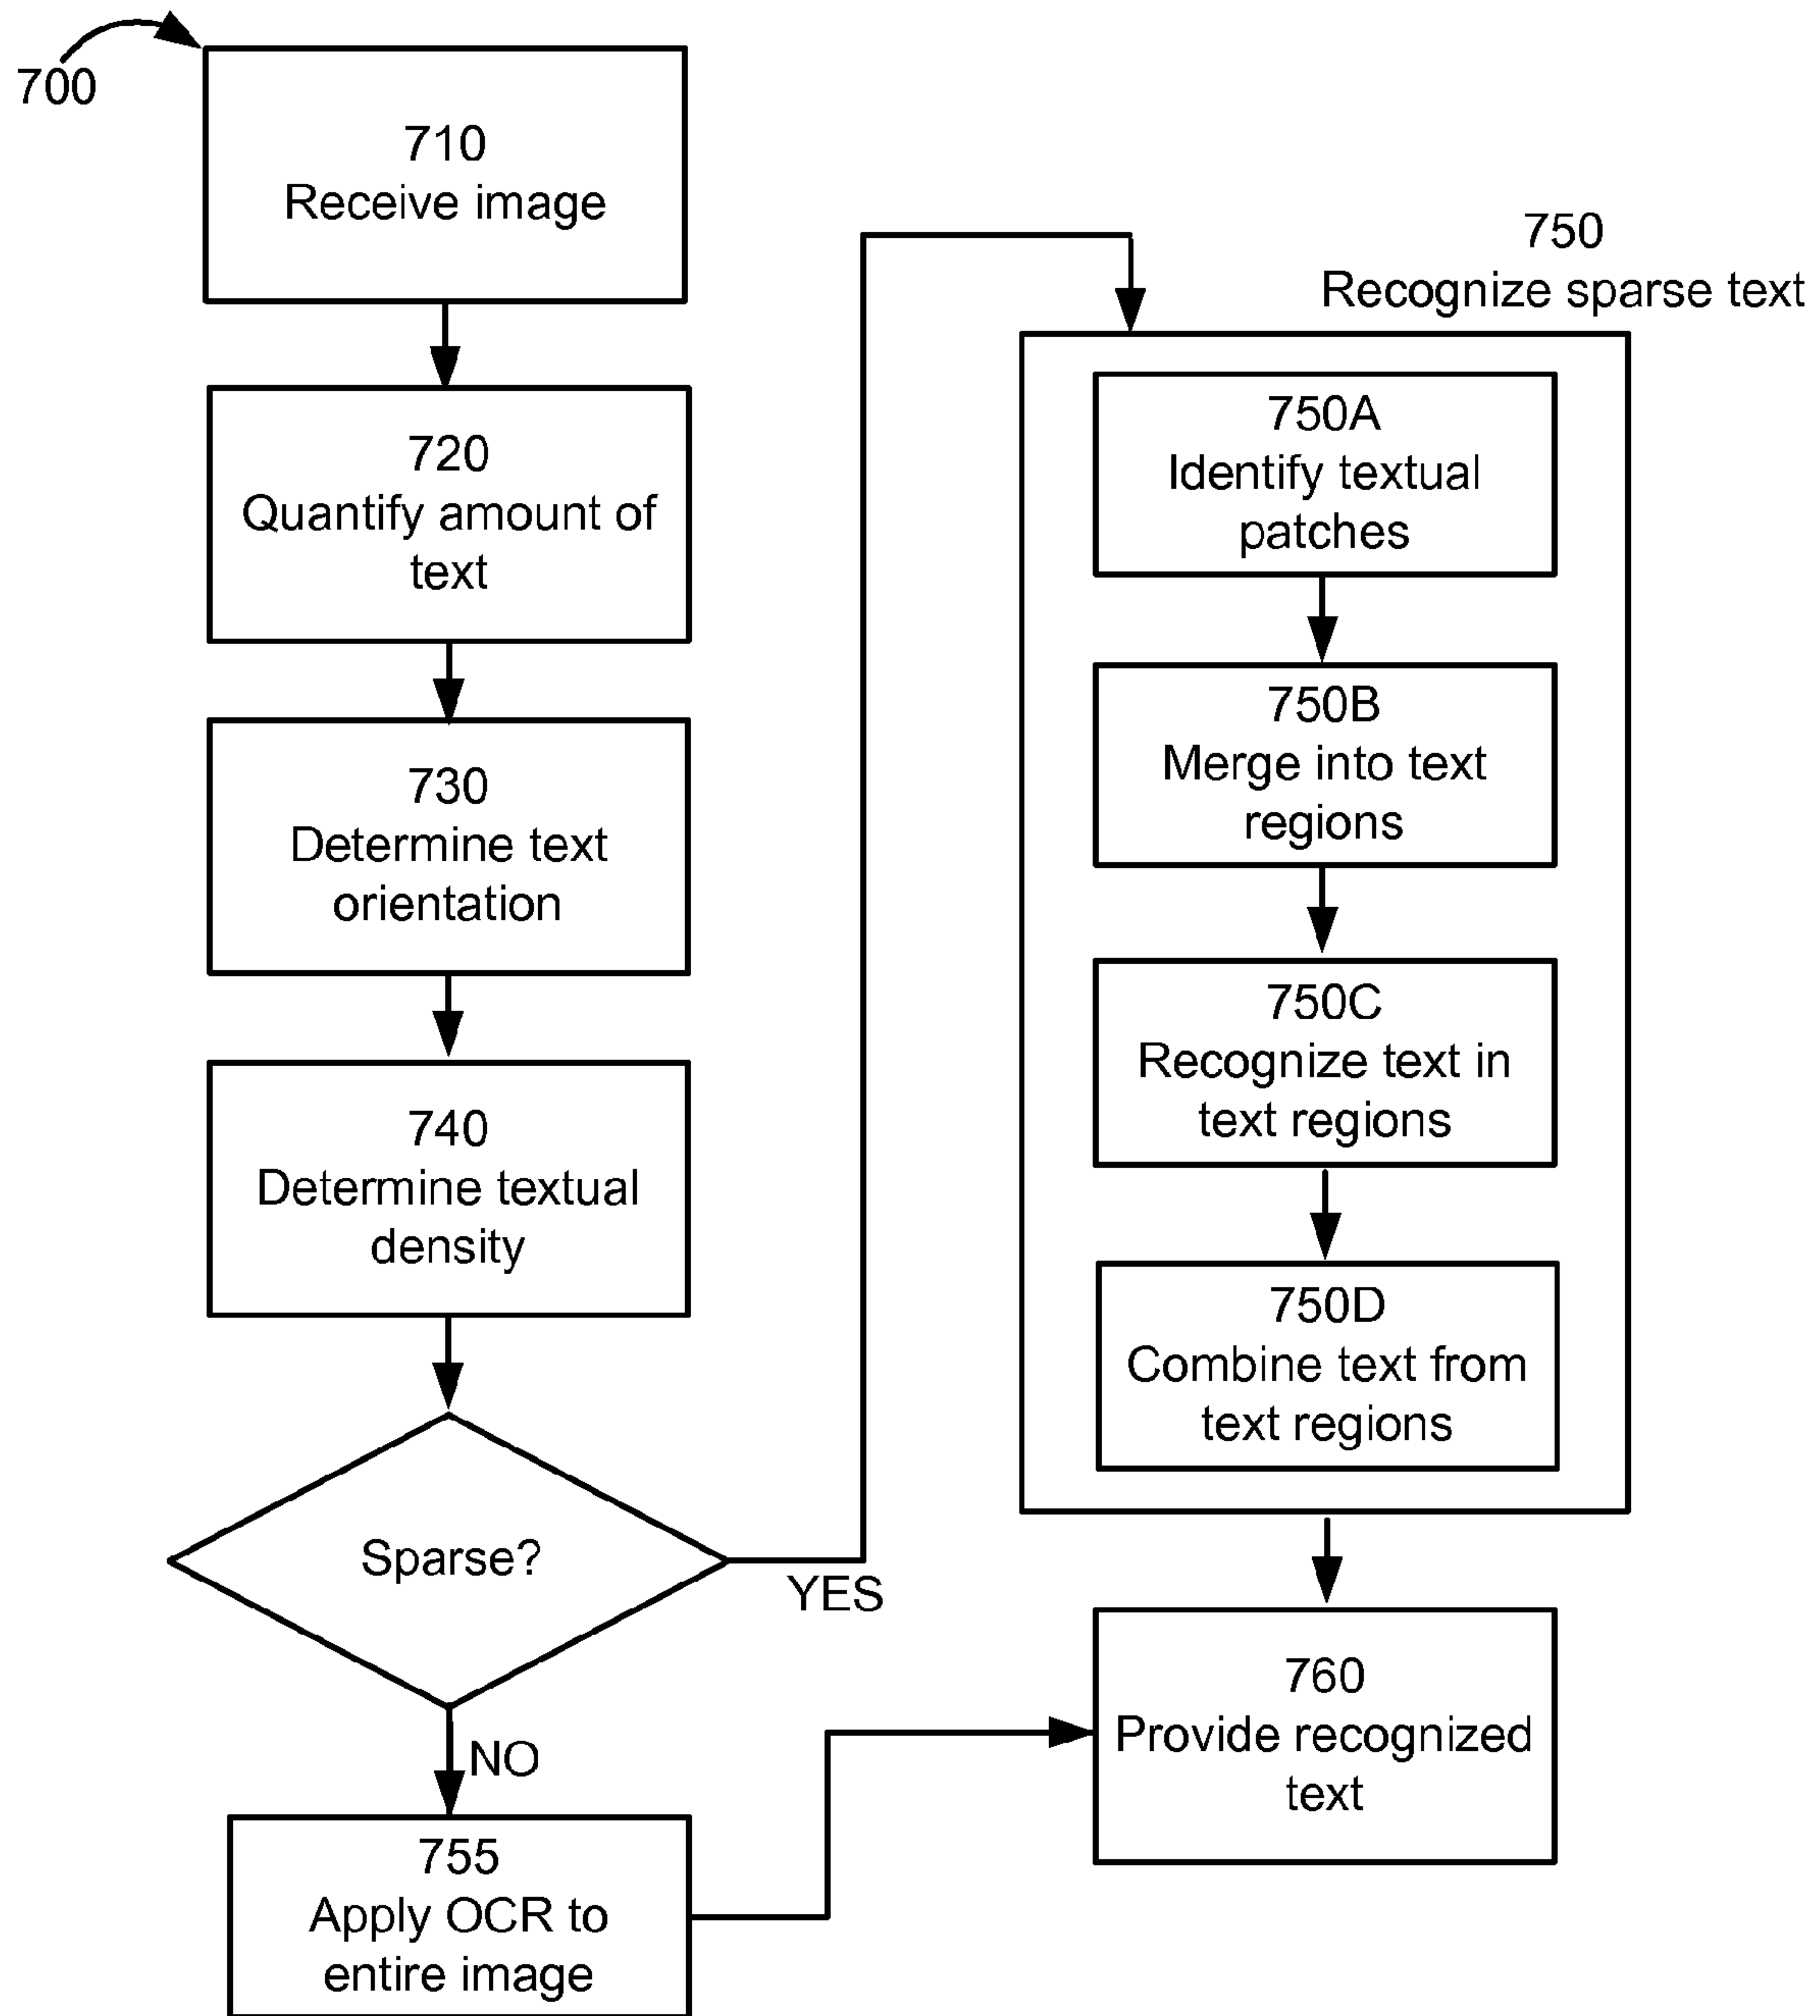 700
710
Receive image
720
Quantify amount of
text
730
Determine text
orientation
740
Determine textual
density
Sparse?
YES
NO
755
Apply OCR to
entire image
750
Recognize sparse text
750A
Identify textual
patches
750B
Merge into text
regions
750C
Recognize text in
text regions
750D
Combine text from
text regions
760
Provide recognized
text